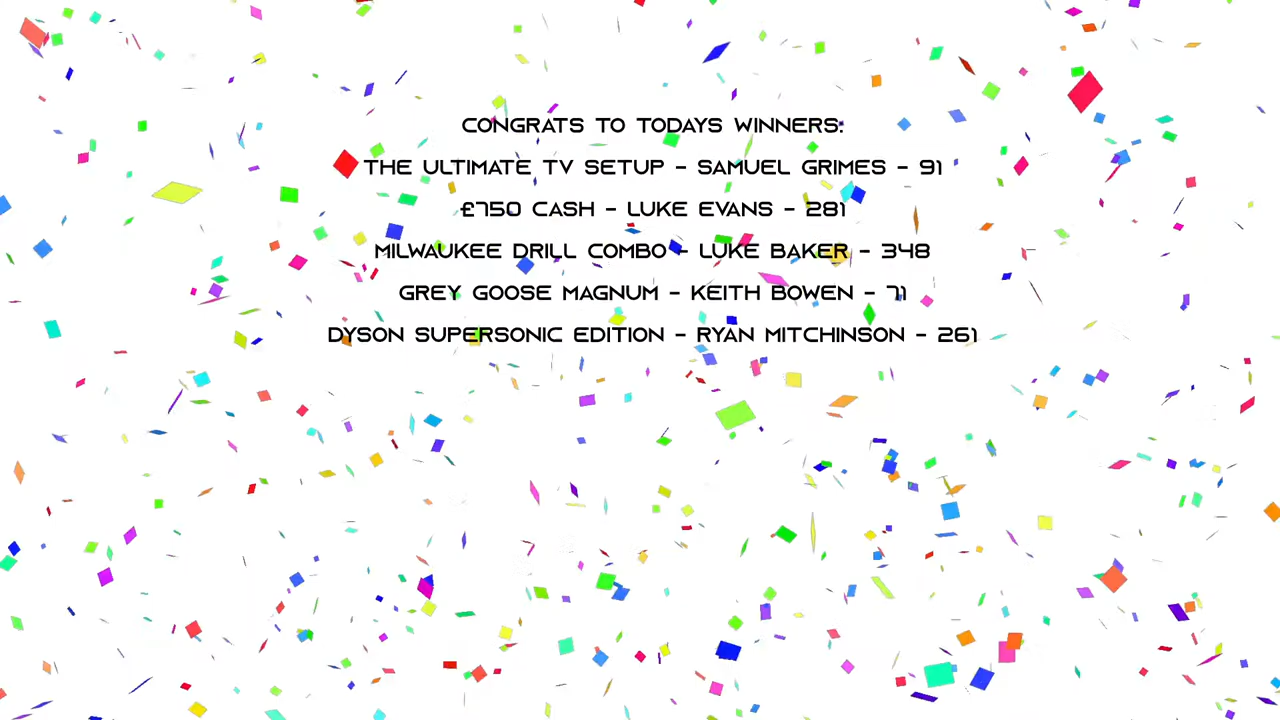 CONGRATS TO TODAYS WINNERS:
THE ULTIMATE TV SETUP - SAMUEL GRIMES - 91
£750 CASH - LUKE EVANS - 281
MILWAUKEE DRILL COMBO - LUKE BAKER - 348
GREY GOOSE MAGNUM - KEITH BOWEN - 71
DYSON SUPERSONIC EDITION - RYAN MITCHINSON - 261